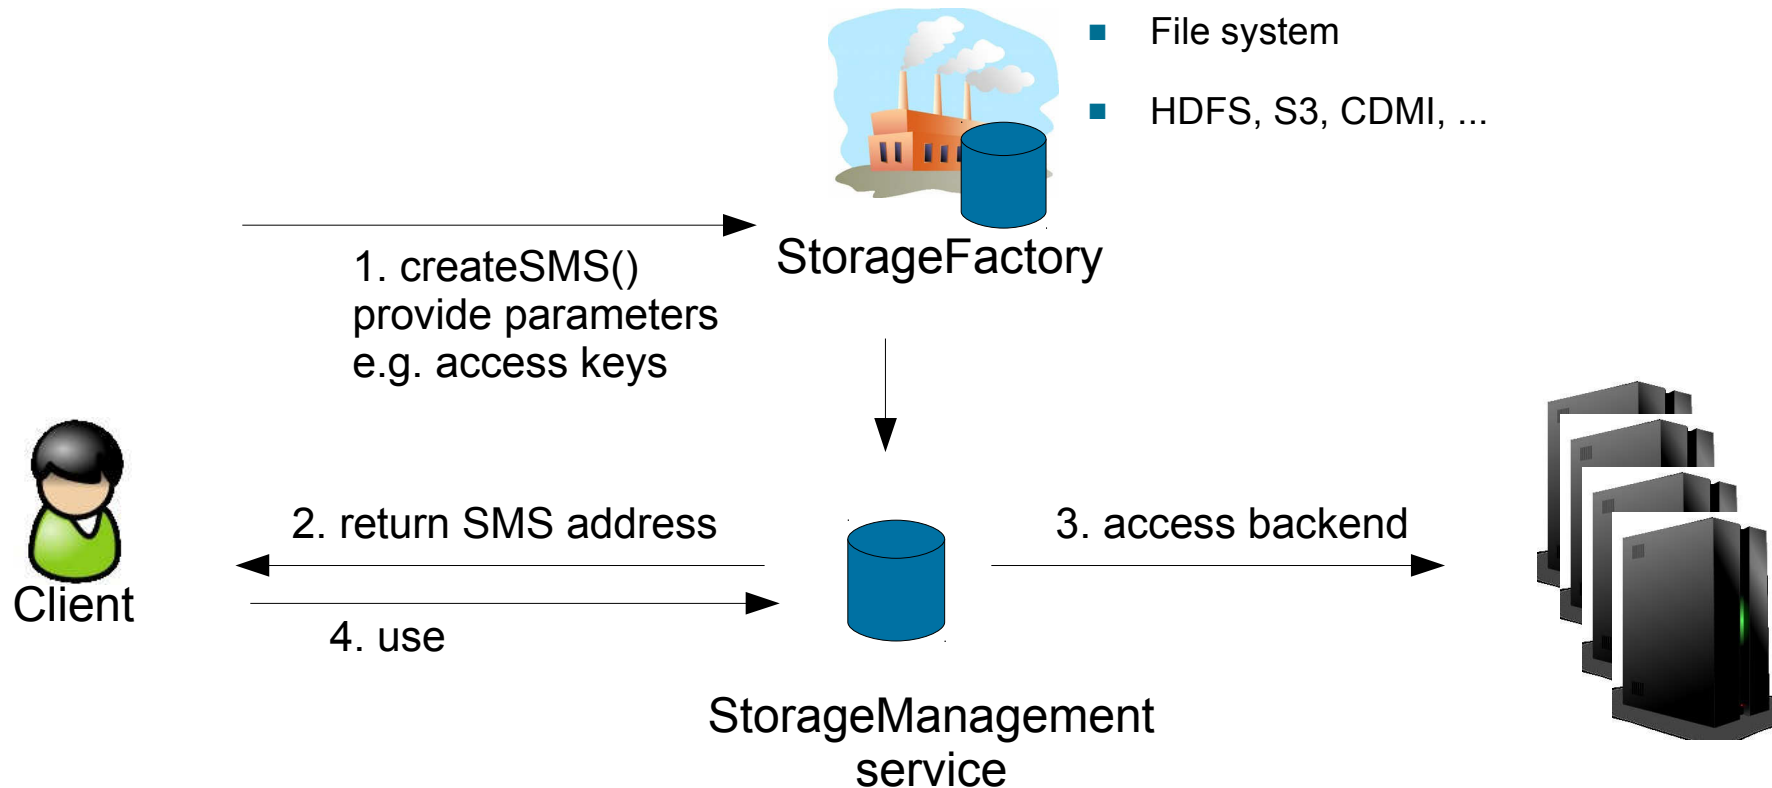 File system
HDFS, S3, CDMI, ...
StorageFactory
1. createSMS()
provide parameters
e.g. access keys
2. return SMS address
3. access backend
Client
4. use
StorageManagement
service